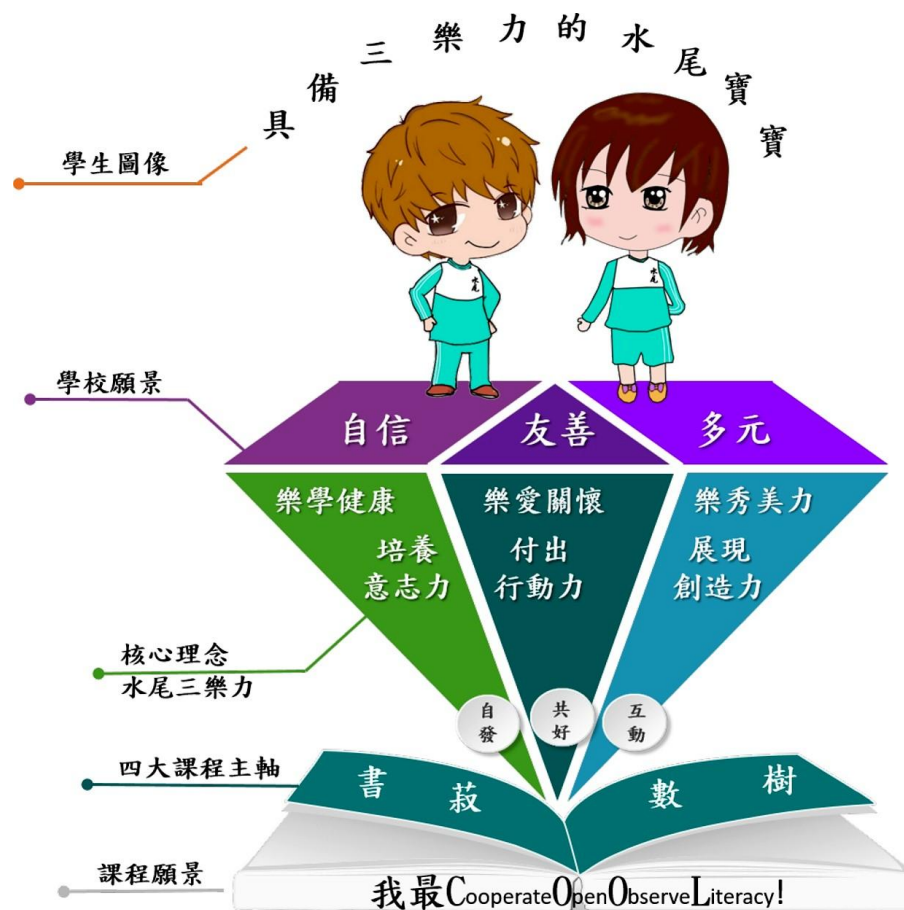 具備三樂力的水尾寶寶
學生圖像
水尾
水尾
學校願景
自信
友善
多元
樂學健康
培養
意志力
樂愛關懷
付出
行動力
樂秀美力
展現
創造力
核心理念
水尾三樂力
自發
共好
互動
四大課程主軸
書
菽
數
樹
課程願景
我最CooperateOpenObserveLiteracy!